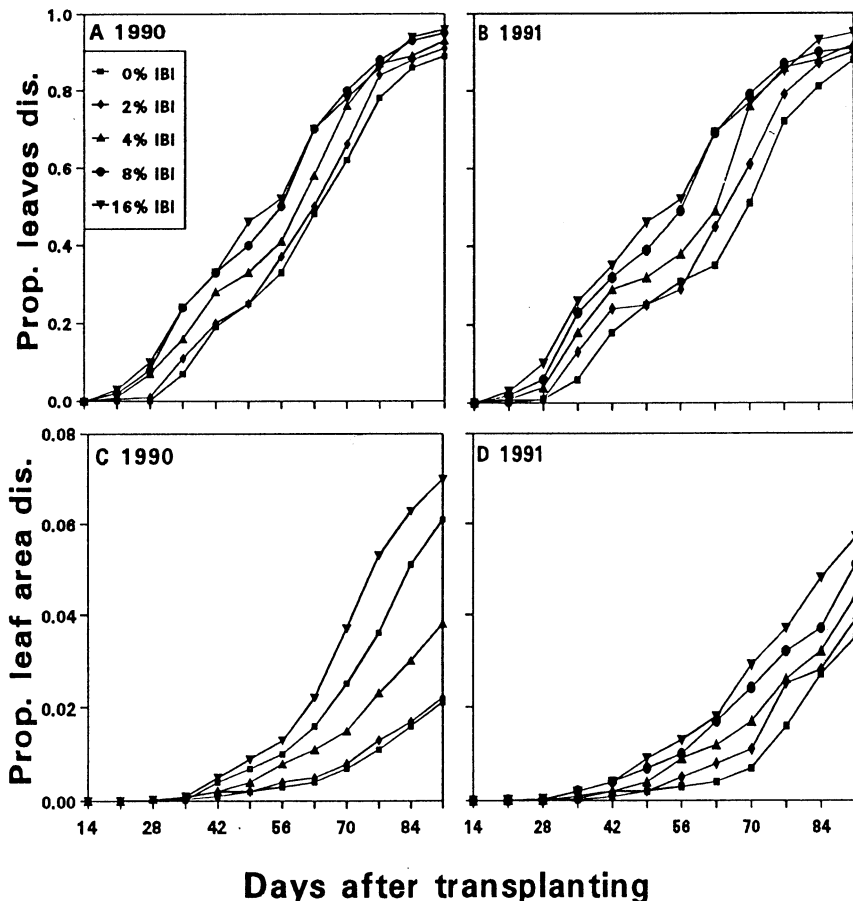 A 1990
B 1991
0% IBI
2% IBI
4% IBI
8% IBI
16% IBI
Prop. leaves dis.
1.0
0.8
0.6
0.4
0.2
0.0
C 1990
D 1991
Prop. leaf area dis.
0.08
0.06
0.04
0.02
0.00
14 28 42 56 70 84
14 28 42 56 70 84
Days after transplanting